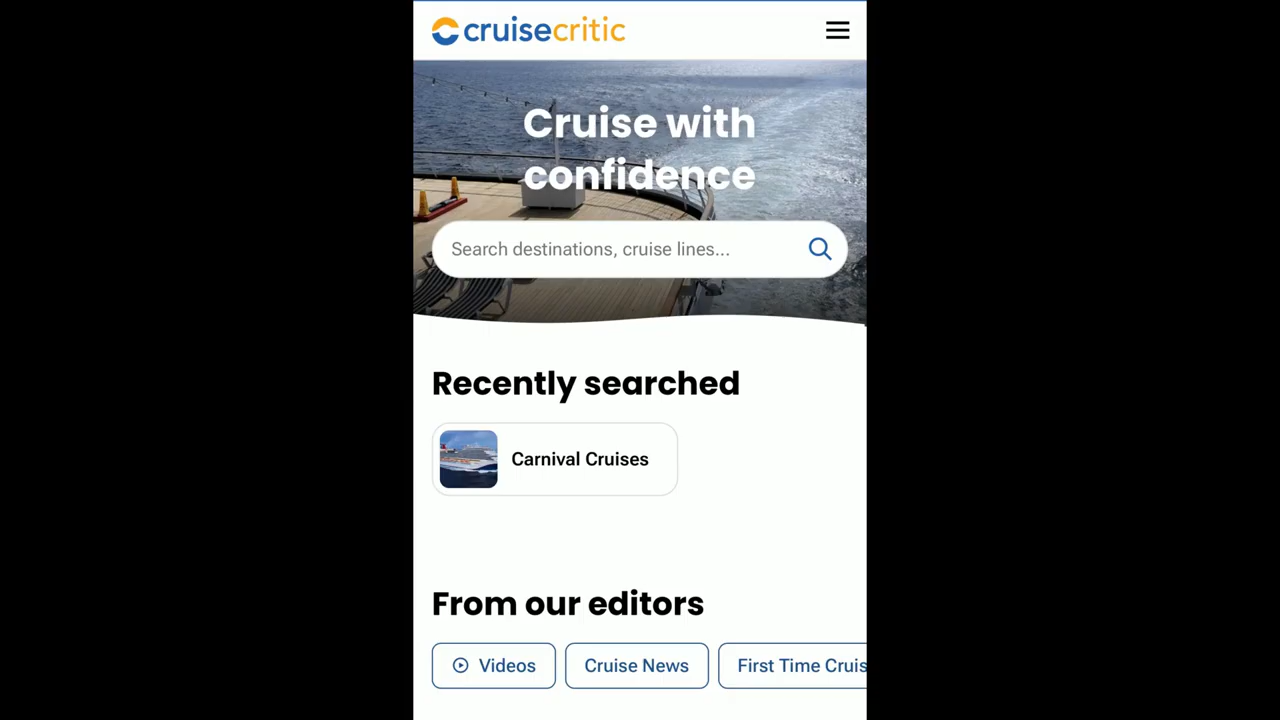 cruisecritic
Cruise with
confidence
Search destinations, cruise lines...
Recently searched
Carnival Cruises
From our editors
Videos
Cruise News
First Time Cruis